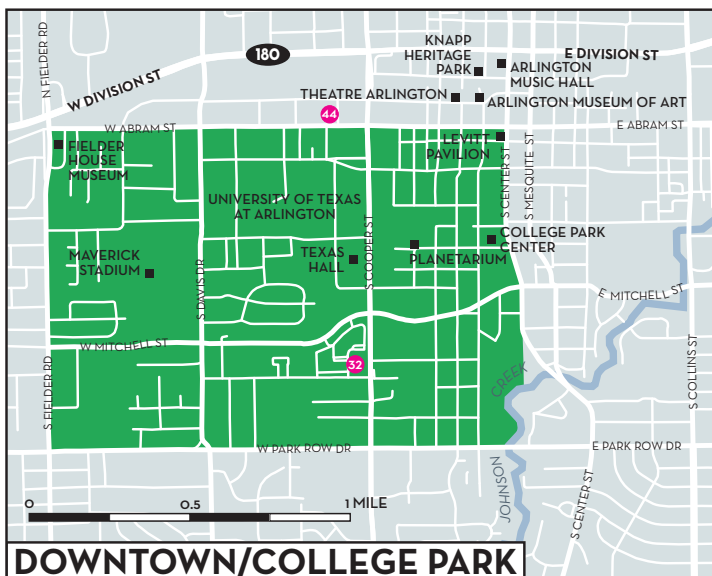 N FIELDER RD
W DIVISION ST
180
KNAPP
HERITAGE
PARK
E DIVISION ST
ARLINGTON
MUSIC HALL
THEATRE ARLINGTON
ARLINGTON MUSEUM OF ART
44
W ABRAM ST
E ABRAM ST
FIELDER
HOUSE
MUSEUM
LEVITT
PAVILION
S CENTER ST
S MESQUITE ST
UNIVERSITY OF TEXAS
AT ARLINGTON
MAVERICK
STADIUM
S DAVIS DR
TEXAS
HALL
S COOPER ST
PLANETARIUM
COLLEGE PARK
CENTER
E MITCHELL ST
W MITCHELL ST
S FIELDER RD
32
S COLLINS ST
JOHNSON
CREEK
W PARK ROW DR
E PARK ROW DR
S CENTER ST
0 0.5 1 MILE
DOWNTOWN/COLLEGE PARK